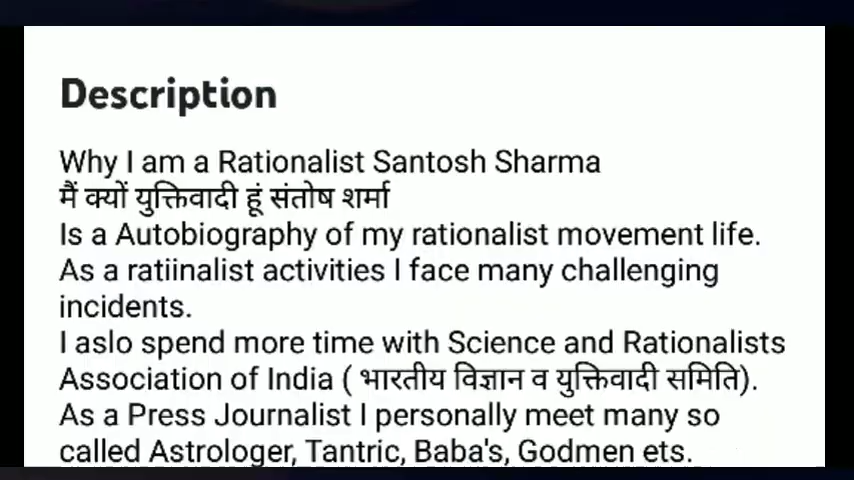 Description
Why I am a Rationalist Santosh Sharma
मैं क्यों युक्तिवादी हूं संतोष शर्मा
Is a Autobiography of my rationalist movement life.
As a ratiinalist activities I face many challenging
incidents.
I aslo spend more time with Science and Rationalists
Association of India ( भारतीय विज्ञान व युक्तिवादी समिति).
As a Press Journalist I personally meet many so
called Astrologer, Tantric, Baba's, Godmen ets.